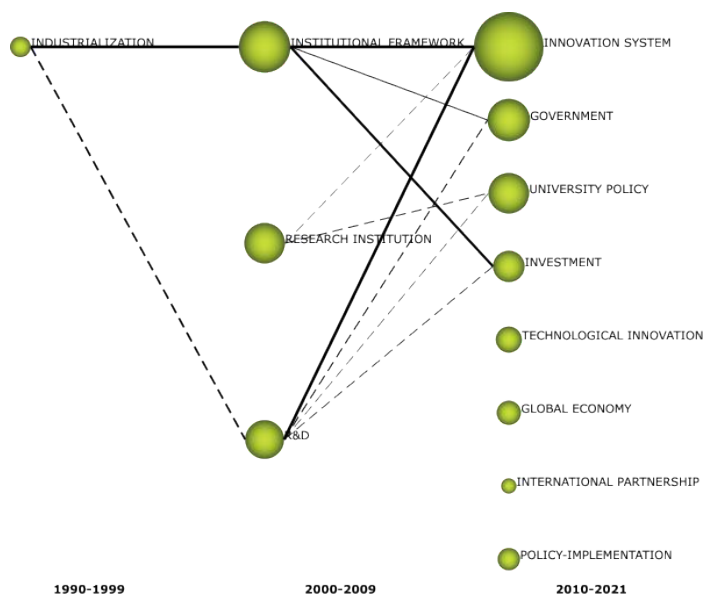 INDUSTRIALIZATION INSTITUTIONAL FRAMEWORK INNOVATION SYSTEM
GOVERNMENT
UNIVERSITY POLICY
RESEARCH INSTITUTION
INVESTMENT
TECHNOLOGICAL INNOVATION
GLOBAL ECONOMY
R&D
INTERNATIONAL PARTNERSHIP
POLICY-IMPLEMENTATION
1990-1999 2000-2009 2010-2021